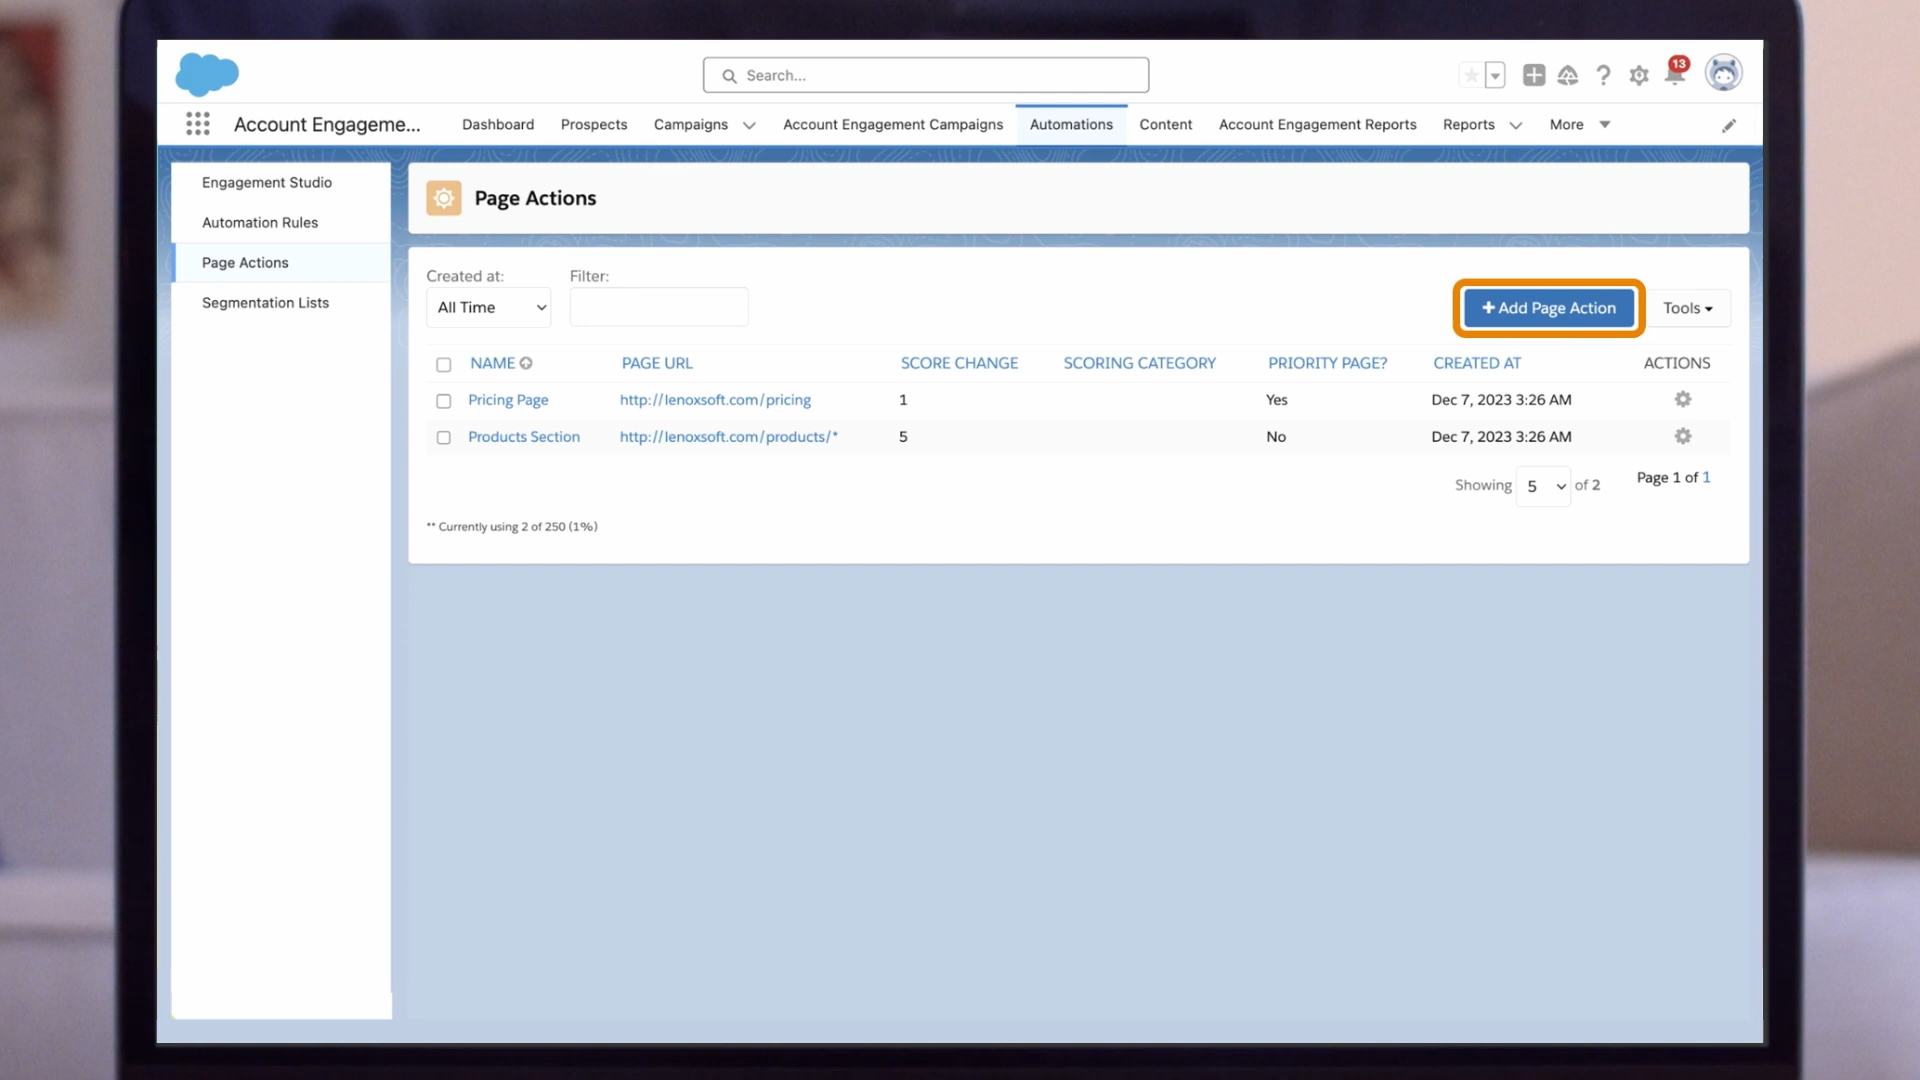 Search...
13
Account Engageme...
Dashboard
Prospects
Campaigns
Account Engagement Campaigns
Automations
Content
Account Engagement Reports
Reports
More
Engagement Studio
Automation Rules
Page Actions
Segmentation Lists
Page Actions
Created at:
Filter:
All Time
+ Add Page Action
Tools
NAME PAGE URL SCORE CHANGE SCORING CATEGORY PRIORITY PAGE? CREATED AT ACTIONS
Pricing Page http://lenoxsoft.com/pricing 1 Yes Dec 7, 2023 3:26 AM
Products Section http://lenoxsoft.com/products/* 5 No Dec 7, 2023 3:26 AM
Showing 5 of 2
Page 1 of 1
** Currently using 2 of 250 (1%)